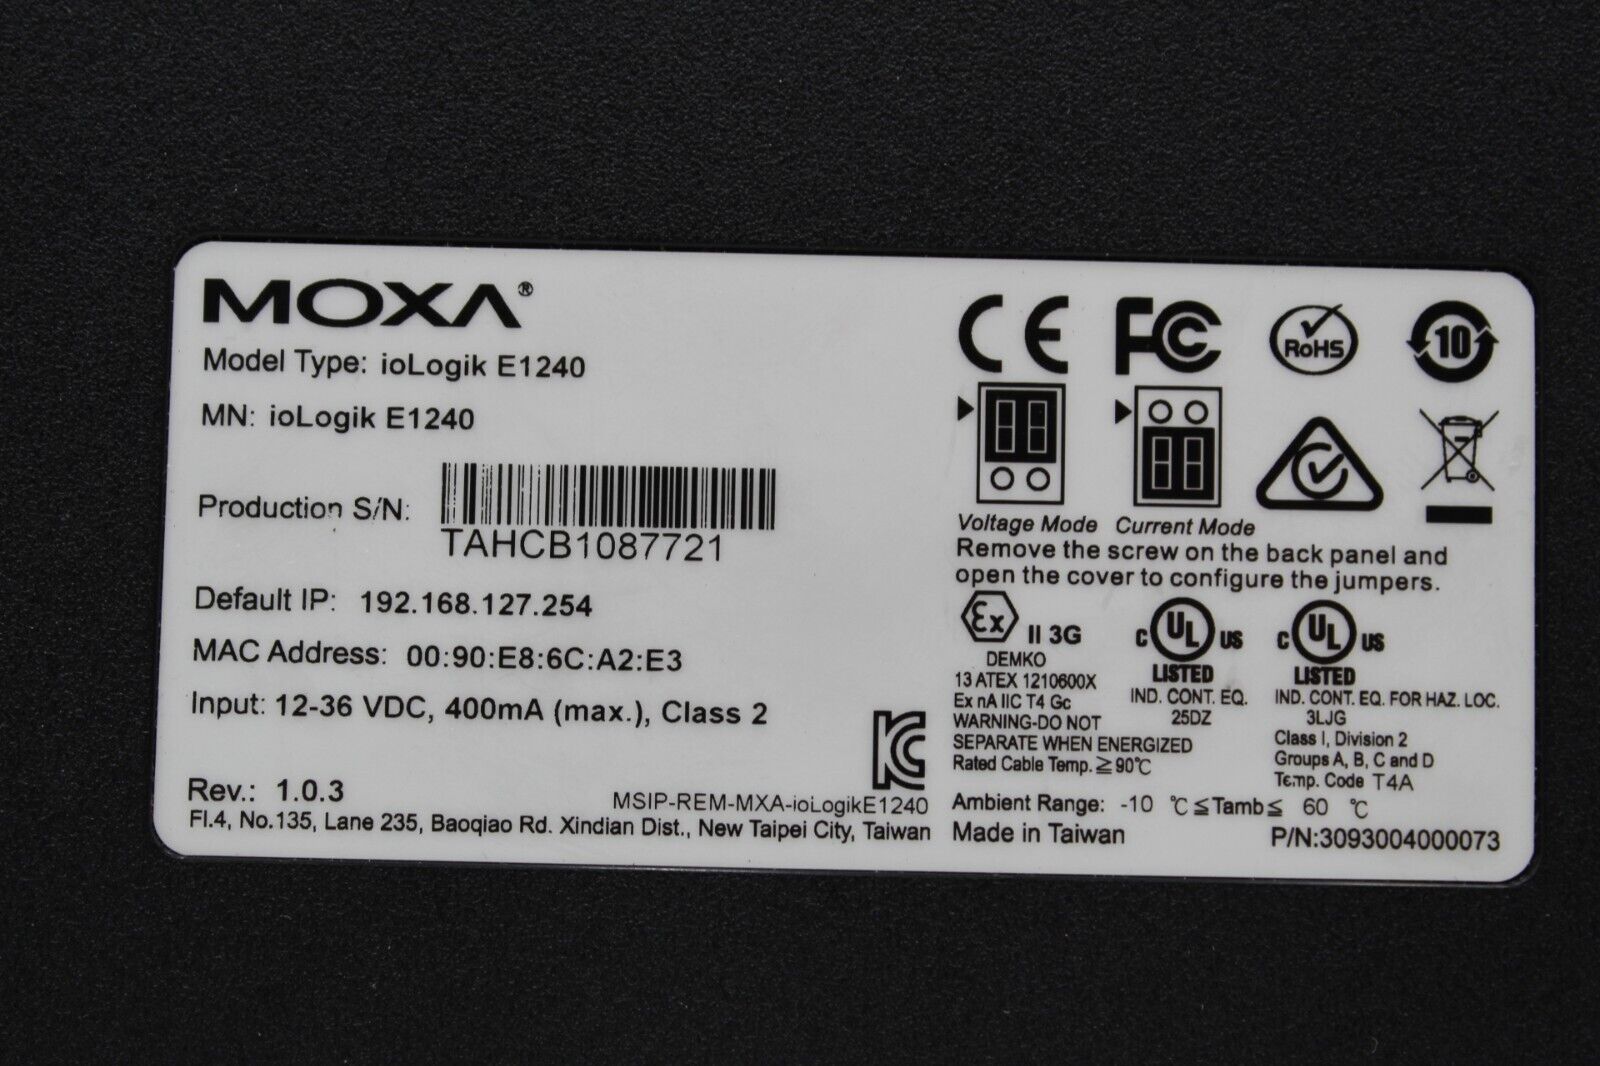 MOXA®
Model Type: ioLogik E1240
MN: ioLogik E1240
Production S/N:
TAHCB1087721
Default IP: 192.168.127.254
MAC Address: 00:90:E8:6C:A2:E3
Input: 12-36 VDC, 400mA (max.), Class 2
Rev.: 1.0.3
MSIP-REM-MXA-ioLogikE1240
Fl.4, No.135, Lane 235, Baoqiao Rd. Xindian Dist., New Taipei City, Taiwan
CE FC RoHS 10
Voltage Mode Current Mode
Remove the screw on the back panel and
open the cover to configure the jumpers.
Ex II 3G
DEMKO
13 ATEX 1210600X
Ex nA IIC T4 Gc
WARNING-DO NOT
SEPARATE WHEN ENERGIZED
Rated Cable Temp.≧90℃
C UL US
LISTED
IND. CONT. EQ.
25DZ
C UL US
LISTED
IND. CONT. EQ. FOR HAZ. LOC.
3LJG
Class I, Division 2
Groups A, B, C and D
Temp. Code T4A
Ambient Range: -10 ℃≦Tamb≦ 60 ℃
Made in Taiwan
P/N:3093004000073